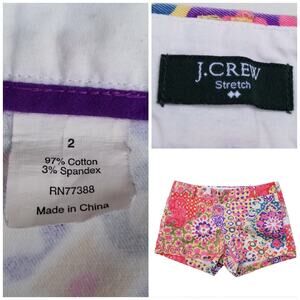 2
97% Cotton
3% Spandex
RN77388
Made in China
J.CREW
Stretch